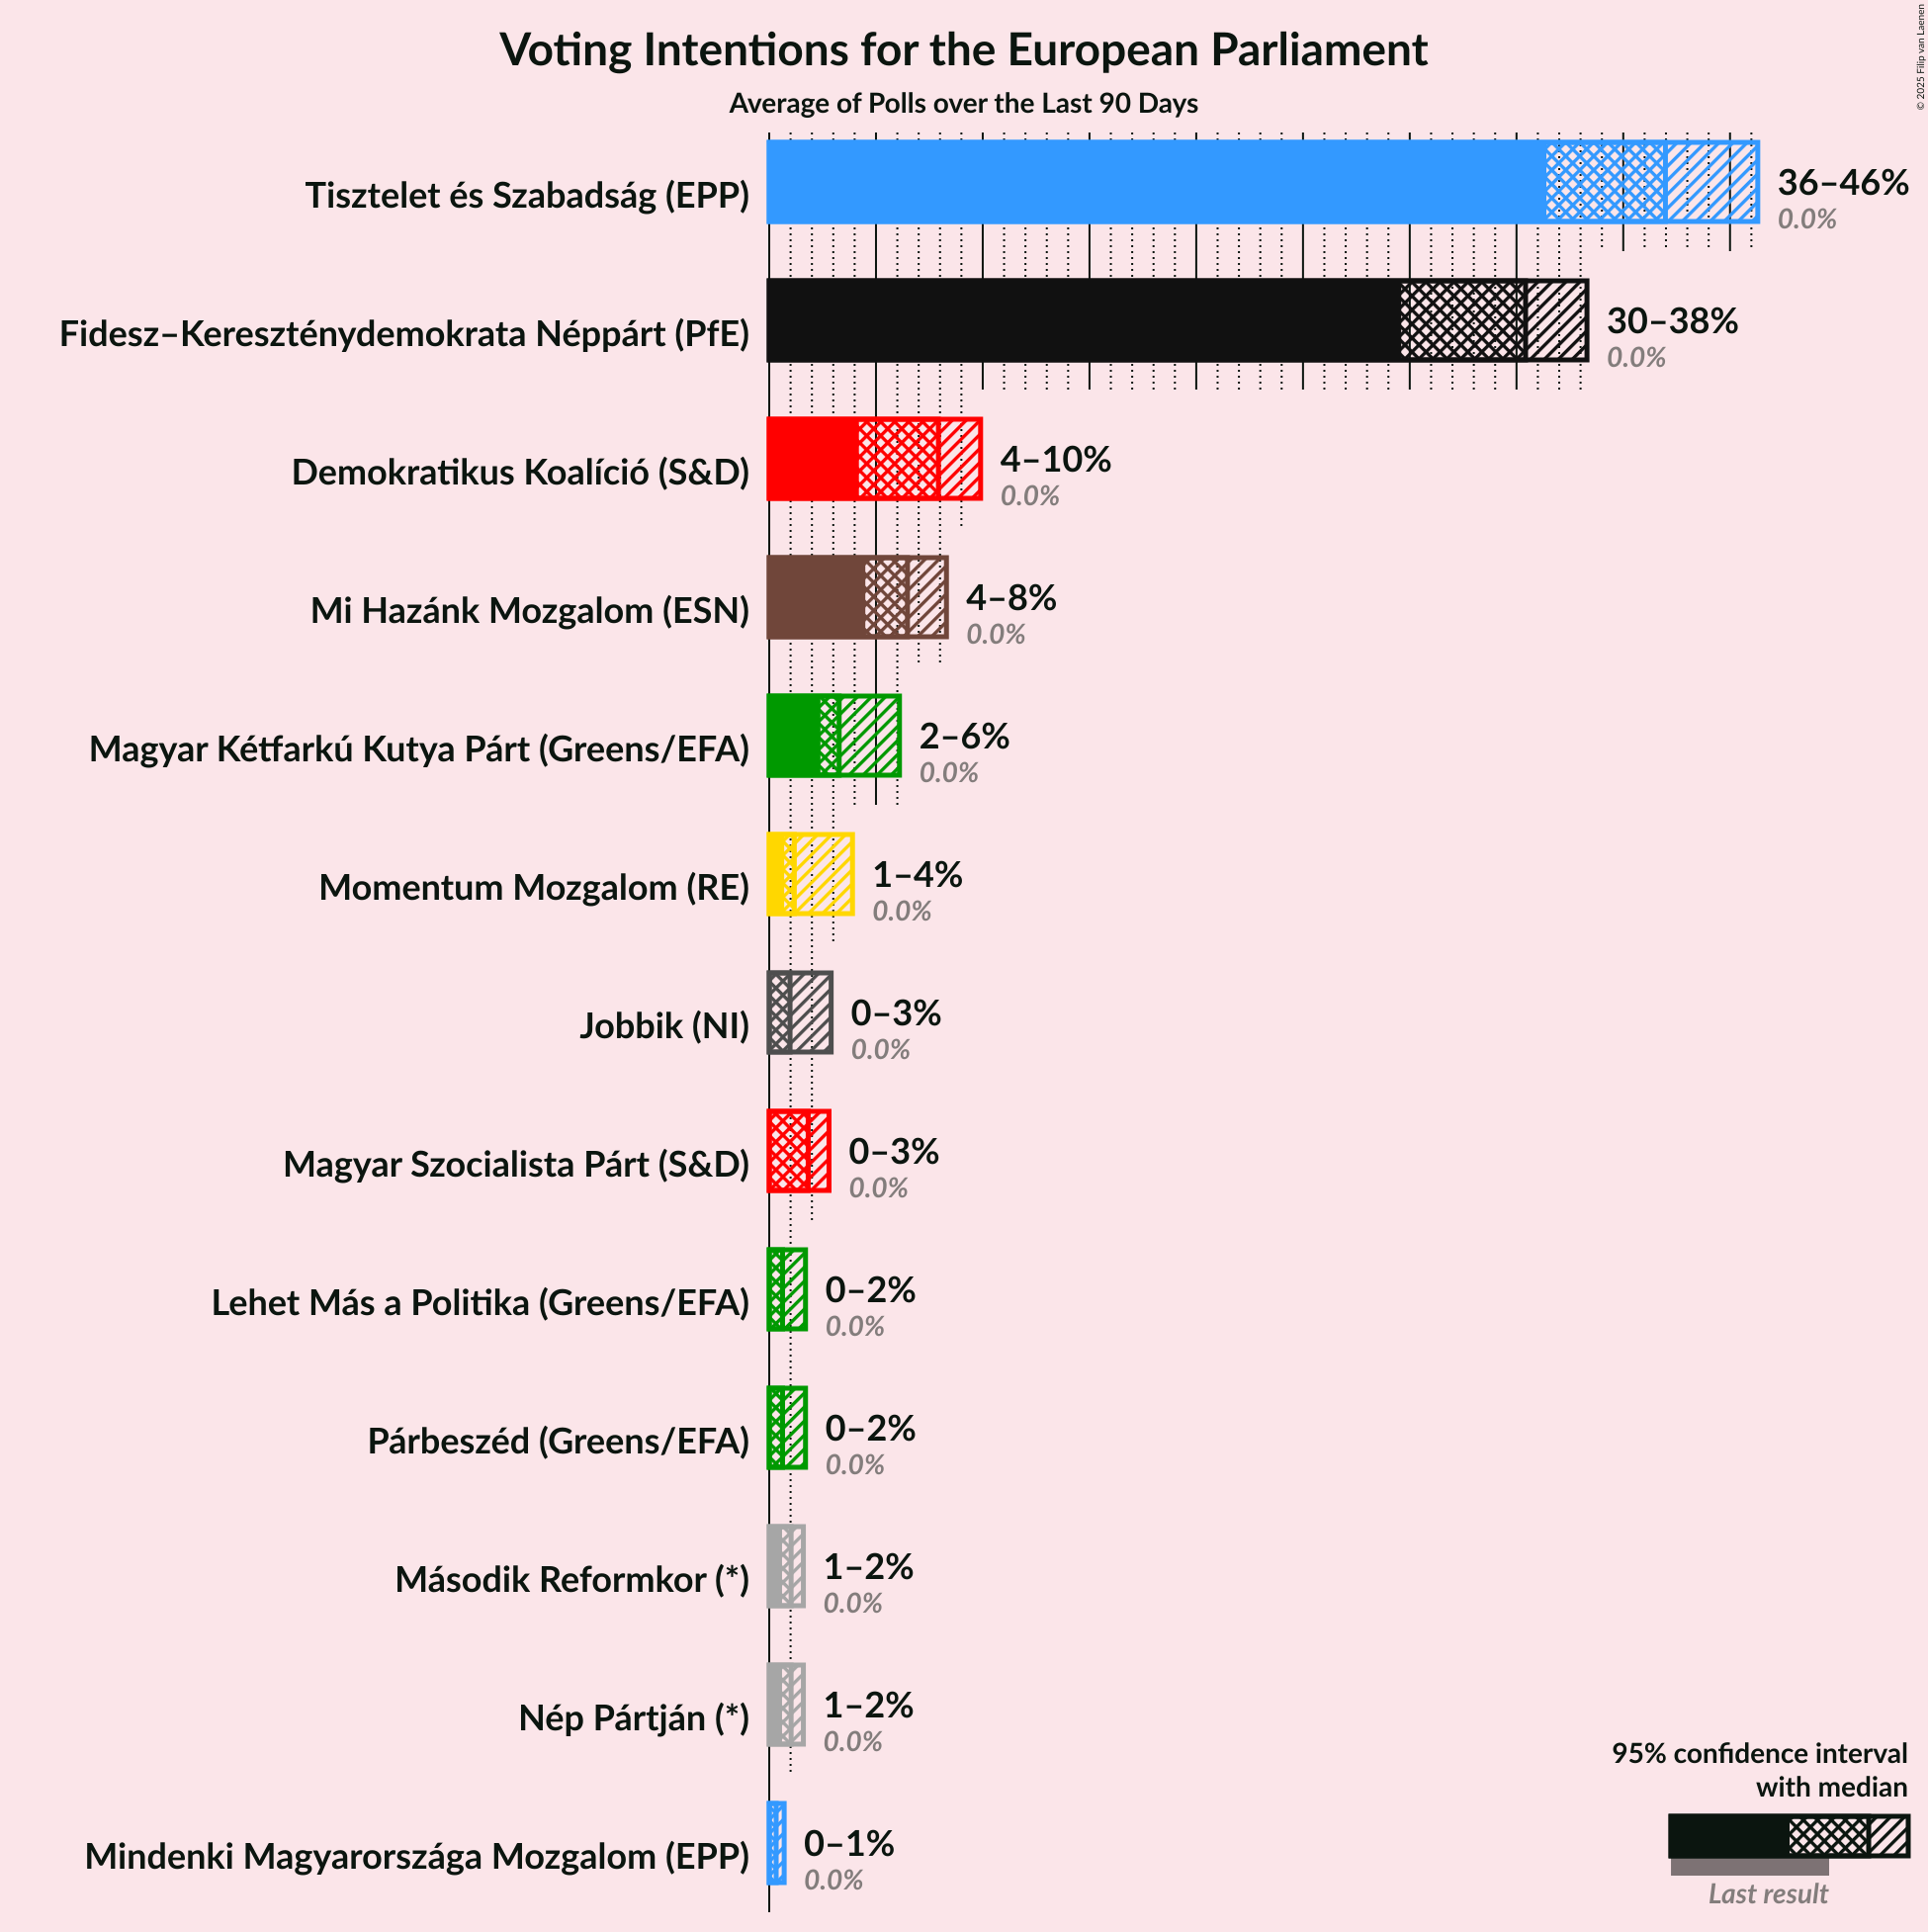 Voting Intentions for the European Parliament
Average of Polls over the Last 90 Days
© 2025 Filip van Laenen
Tisztelet és Szabadság (EPP)
36–46%
0.0%
Fidesz–Kereszténydemokrata Néppárt (PfE)
30–38%
0.0%
Demokratikus Koalíció (S&D)
4–10%
0.0%
Mi Hazánk Mozgalom (ESN)
4–8%
0.0%
Magyar Kétfarkú Kutya Párt (Greens/EFA)
2–6%
0.0%
Momentum Mozgalom (RE)
1–4%
0.0%
Jobbik (NI)
0–3%
0.0%
Magyar Szocialista Párt (S&D)
0–3%
0.0%
Lehet Más a Politika (Greens/EFA)
0–2%
0.0%
Párbeszéd (Greens/EFA)
0–2%
0.0%
Második Reformkor (*)
1–2%
0.0%
Nép Pártján (*)
1–2%
0.0%
Mindenki Magyarországa Mozgalom (EPP)
0–1%
0.0%
95% confidence interval
with median
Last result